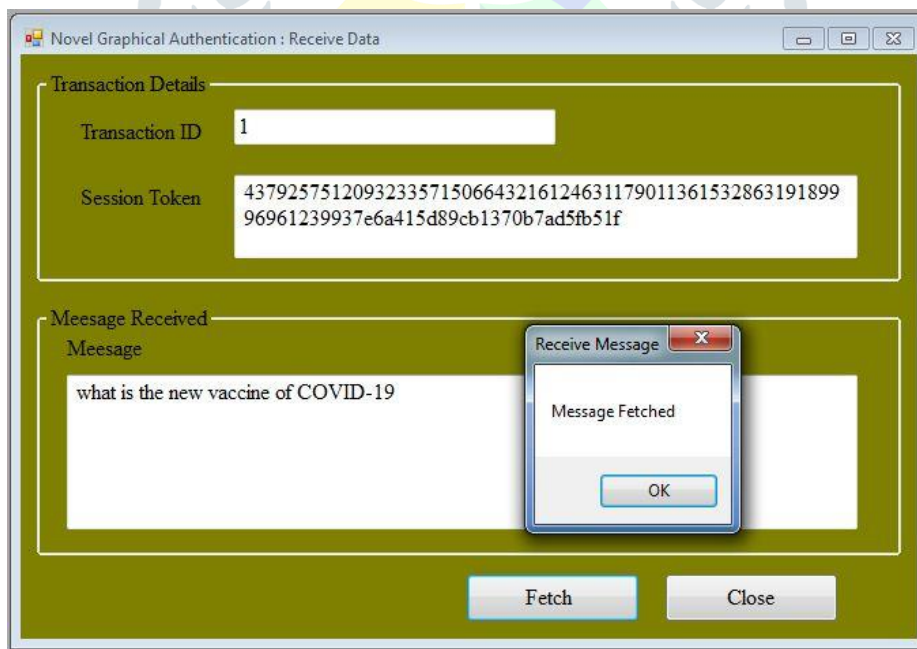 Novel Graphical Authentication : Receive Data
Transaction Details
Transaction ID
1
Session Token
4379257512093233571506643216124631179011361532863191899
96961239937e6a415d89cb1370b7ad5fb51f
Meesage Received
Meesage
what is the new vaccine of COVID-19
Receive Message
Message Fetched
OK
Fetch
Close